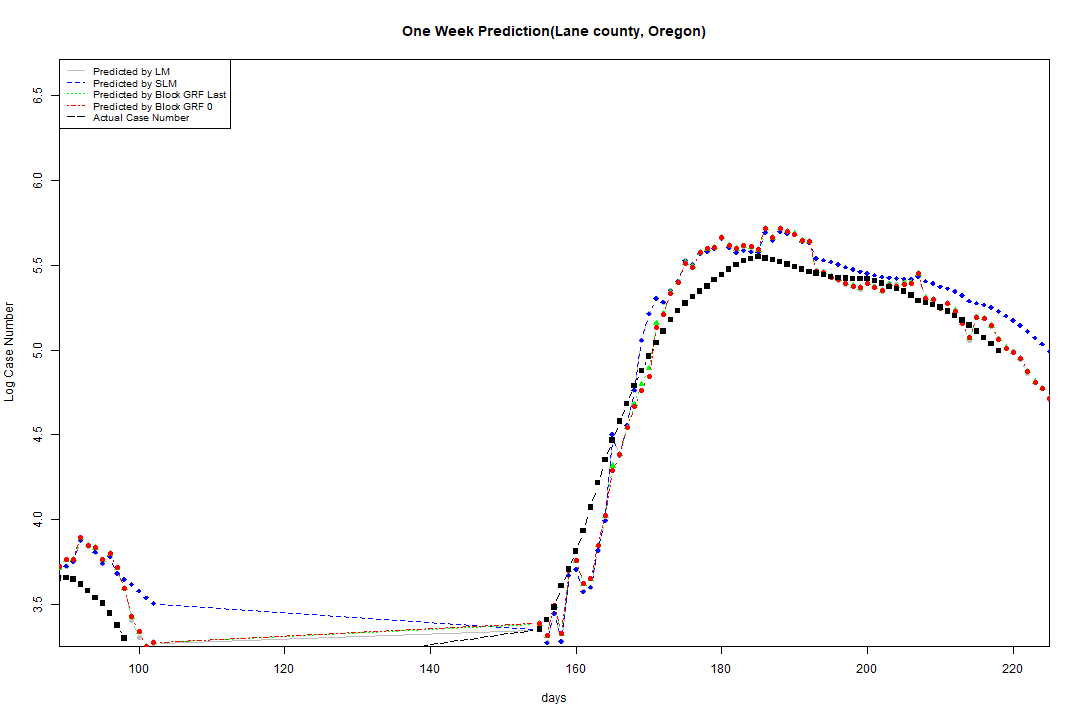 One Week Prediction(Lane county, Oregon)
Predicted by LM
Predicted by SLM
Predicted by Block GRF Last
Predicted by Block GRF 0
Actual Case Number
6.5
6.0
5.5
5.0
4.5
4.0
3.5
Log Case Number
100 120 140 160 180 200 220
days